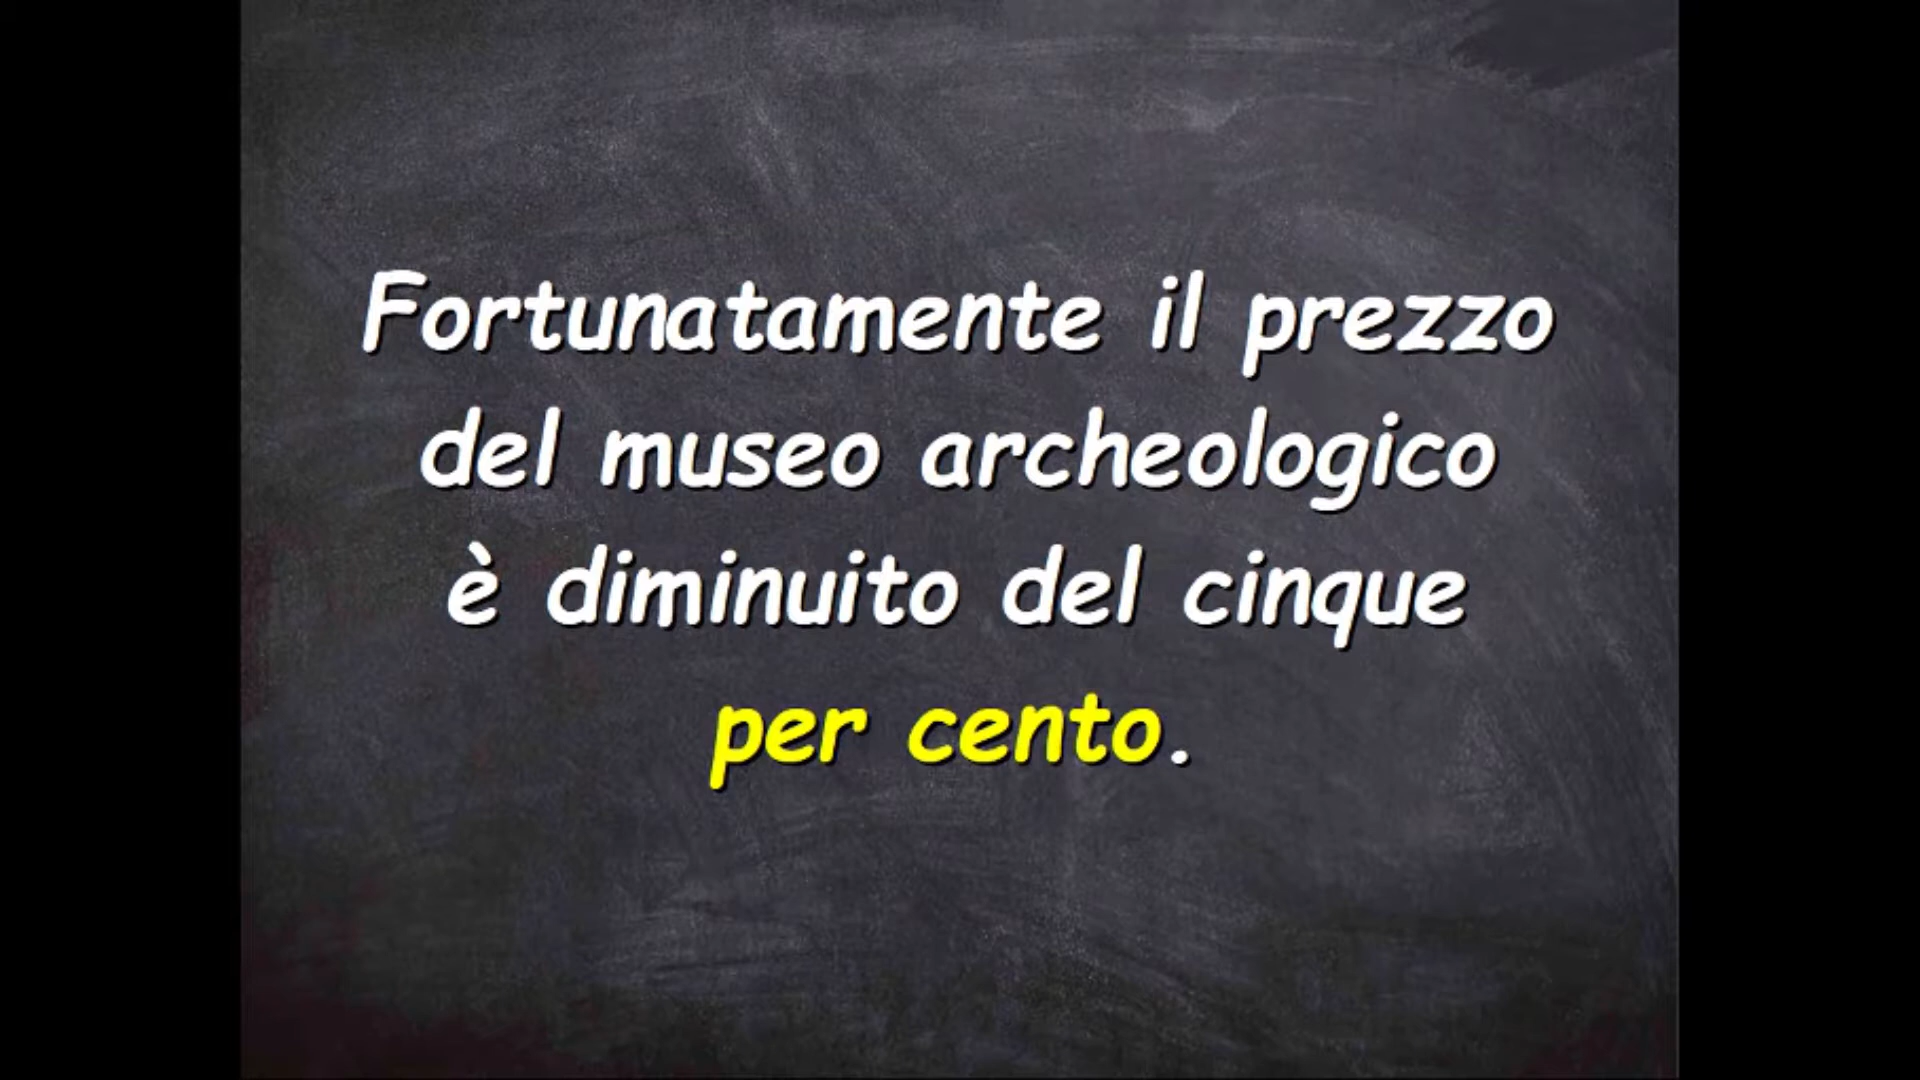 Fortunatamente il prezzo
del museo archeologico
è diminuito del cinque
per cento.